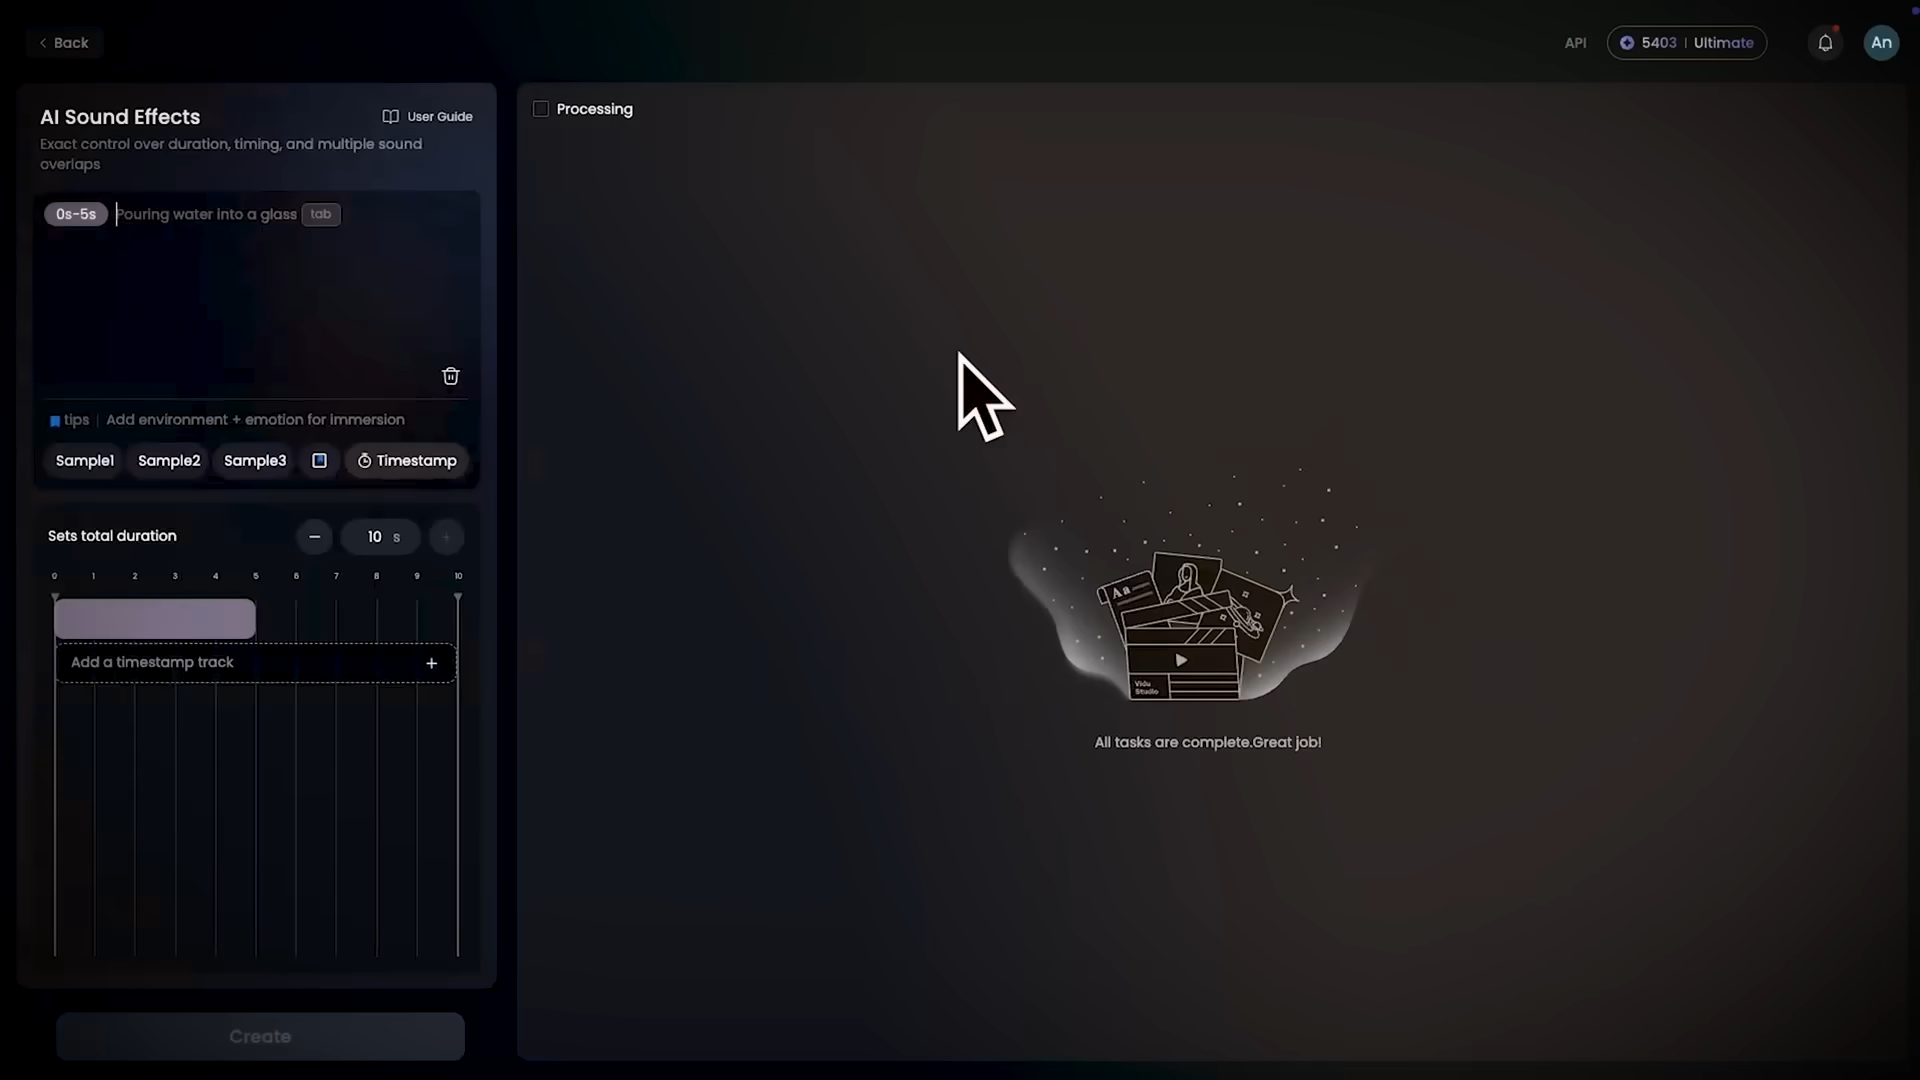 Back
API
5403 | Ultimate
An
AI Sound Effects
User Guide
Exact control over duration, timing, and multiple sound
overlaps
0s-5s Pouring water into a glass tab
tips | Add environment + emotion for immersion
Sample1 Sample2 Sample3 Timestamp
Sets total duration
10 s
0 1 2 3 4 5 6 7 8 9 10
Add a timestamp track +
Create
Processing
Aa
Vidu
Studio
All tasks are complete.Great job!